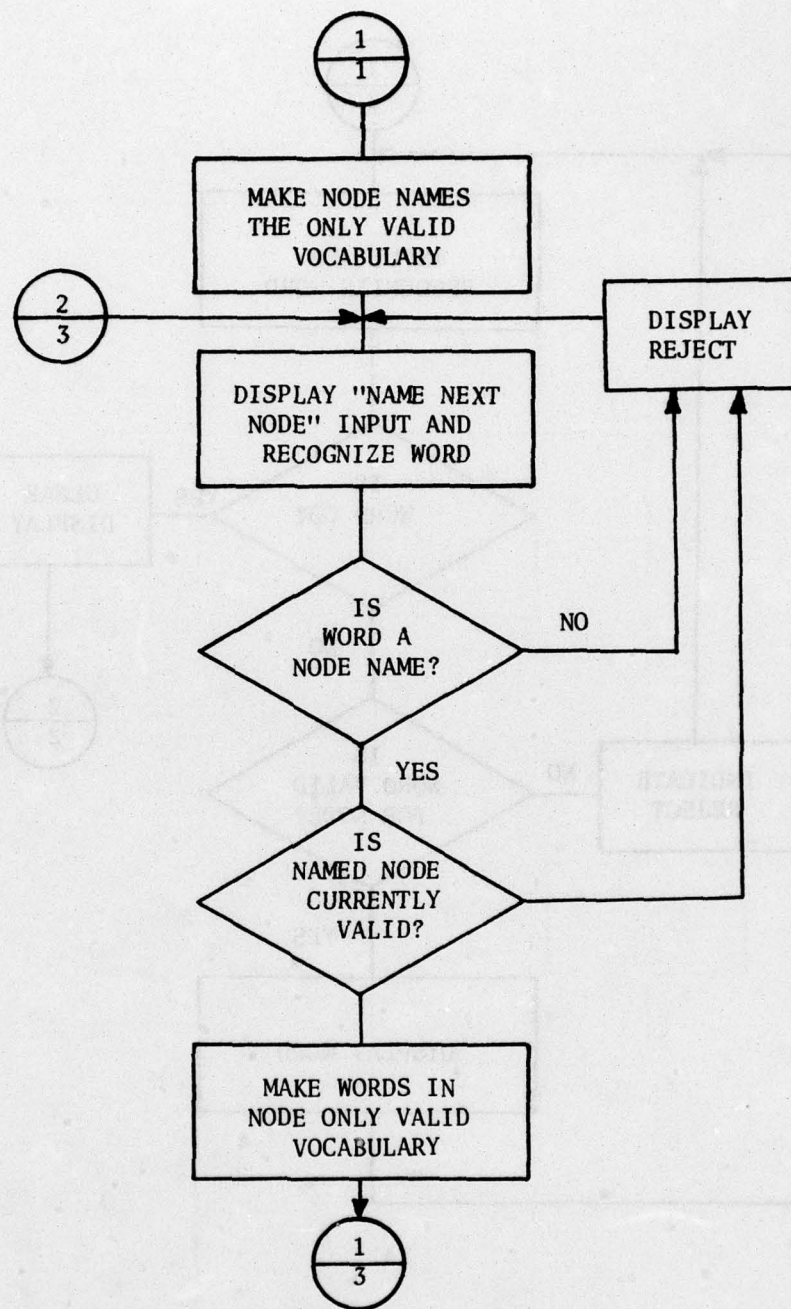 1
1
MAKE NODE NAMES
THE ONLY VALID
VOCABULARY
2
3
DISPLAY
REJECT
DISPLAY "NAME NEXT
NODE" INPUT AND
RECOGNIZE WORD
IS
WORD A
NODE NAME?
NO
YES
IS
NAMED NODE
CURRENTLY
VALID?
MAKE WORDS IN
NODE ONLY VALID
VOCABULARY
1
3